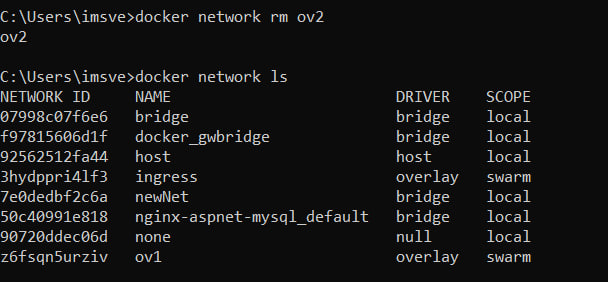 C:\Users\imsve>docker network rm ov2
ov2
C:\Users\imsve>docker network ls
NETWORK ID     NAME                         DRIVER    SCOPE
07998c07f6e6   bridge                       bridge    local
f97815606d1f   docker_gwbridge              bridge    local
92562512fa44   host                         host      local
3hydppri4lf3   ingress                      overlay   swarm
7e0dedbf2c6a   newNet                       bridge    local
50c40991e818   nginx-aspnet-mysql_default   bridge    local
90720ddec06d   none                         null      local
z6fsqn5urziv   ov1                          overlay   swarm